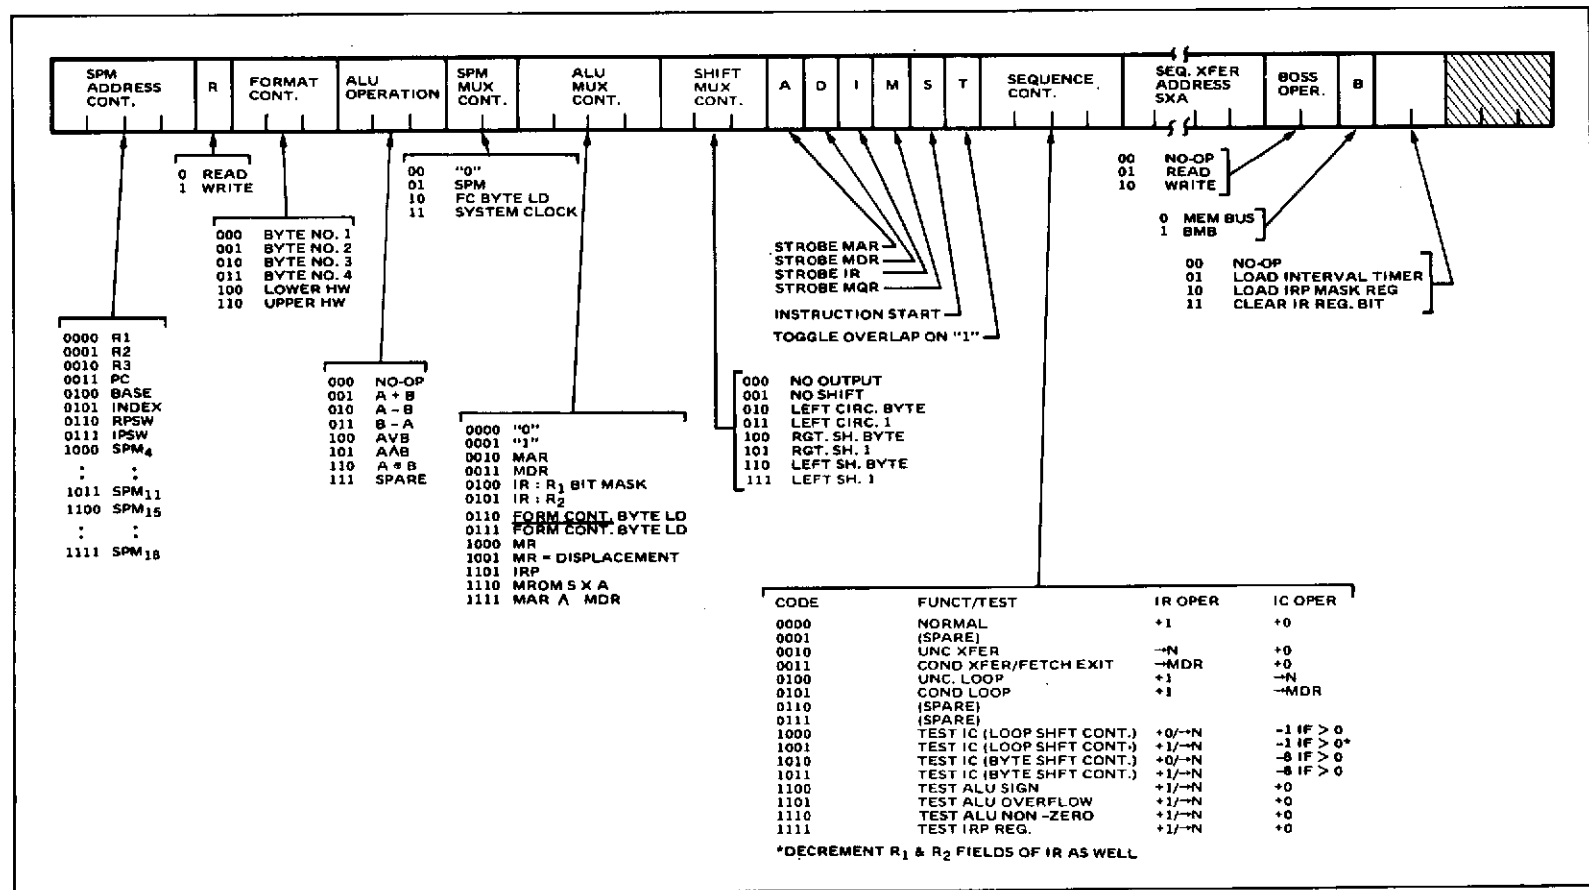 SPM ADDRESS CONT.
R
FORMAT CONT.
ALU OPERATION
SPM MUX CONT.
ALU MUX CONT.
SHIFT MUX CONT.
A
D
I
M
S
T
SEQUENCE CONT.
SEQ. XFER ADDRESS SXA
BOSS OPER.
B
0 READ
1 WRITE
00 "0"
01 SPM
10 FC BYTE LD
11 SYSTEM CLOCK
00 NO-OP
01 READ
10 WRITE
0 MEM BUS
1 BMB
000 BYTE NO. 1
001 BYTE NO. 2
010 BYTE NO. 3
011 BYTE NO. 4
100 LOWER HW
110 UPPER HW
STROBE MAR
STROBE MDR
STROBE IR
STROBE MQR
INSTRUCTION START
TOGGLE OVERLAP ON "1"
00 NO-OP
01 LOAD INTERVAL TIMER
10 LOAD IRP MASK REG
11 CLEAR IR REG. BIT
0000 R1
0001 R2
0010 R3
0011 PC
0100 BASE
0101 INDEX
0110 RPSW
0111 IPSW
1000 SPM4
: :
1011 SPM11
1100 SPM15
: :
1111 SPM18
000 NO-OP
001 A + B
010 A - B
011 B - A
100 AVB
101 AΛB
110 A ⊕ B
111 SPARE
0000 "0"
0001 "1"
0010 MAR
0011 MDR
0100 IR : R1 BIT MASK
0101 IR : R2
0110 FORM CONT. BYTE LD
0111 FORM CONT. BYTE LD
1000 MR
1001 MR = DISPLACEMENT
1101 IRP
1110 MROM S X A
1111 MAR Λ MDR
000 NO OUTPUT
001 NO SHIFT
010 LEFT CIRC. BYTE
011 LEFT CIRC. 1
100 RGT. SH. BYTE
101 RGT. SH. 1
110 LEFT SH. BYTE
111 LEFT SH. 1
CODE FUNCT/TEST IR OPER IC OPER
0000 NORMAL +1 +0
0001 (SPARE)
0010 UNC XFER →N +0
0011 COND XFER/FETCH EXIT →MDR +0
0100 UNC. LOOP +1 →N
0101 COND LOOP +1 →MDR
0110 (SPARE)
0111 (SPARE)
1000 TEST IC (LOOP SHFT CONT.) +0/→N -1 IF > 0
1001 TEST IC (LOOP SHFT CONT.) +1/→N -1 IF > 0*
1010 TEST IC (BYTE SHFT CONT.) +0/→N -8 IF > 0
1011 TEST IC (BYTE SHFT CONT.) +1/→N -8 IF > 0
1100 TEST ALU SIGN +1/→N +0
1101 TEST ALU OVERFLOW +1/→N +0
1110 TEST ALU NON -ZERO +1/→N +0
1111 TEST IRP REG. +1/→N +0
*DECREMENT R1 & R2 FIELDS OF IR AS WELL